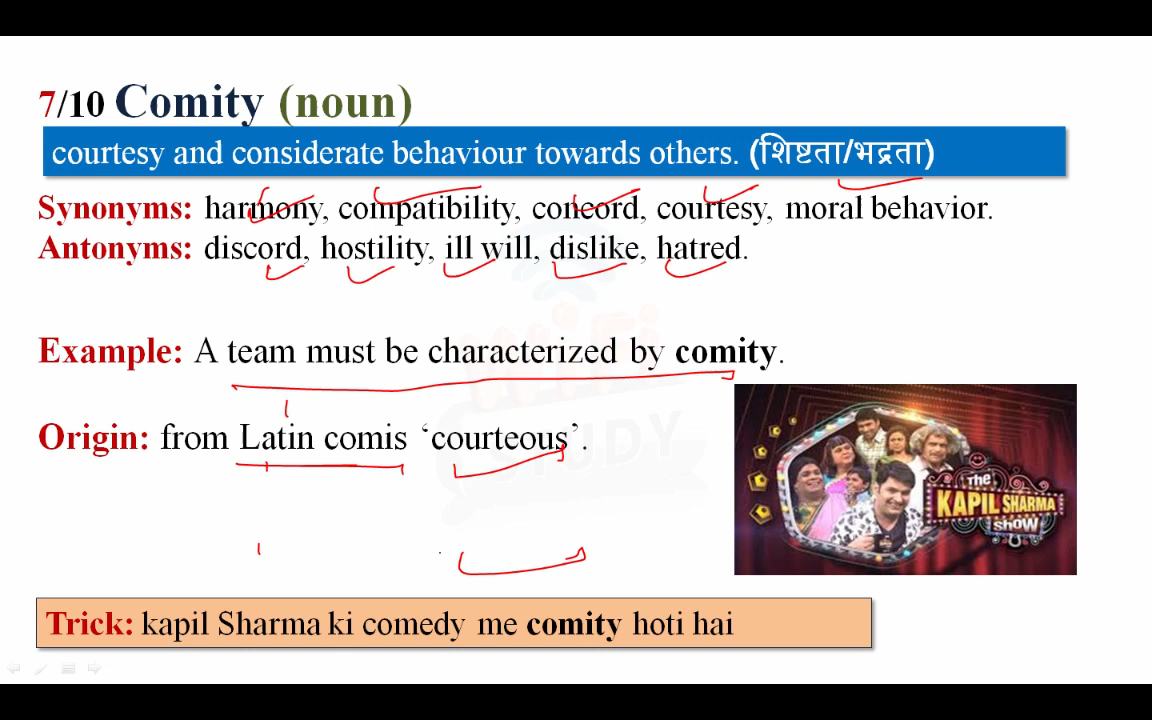 7/10 Comity (noun)
courtesy and considerate behaviour towards others. (शिष्टता/भद्रता)
Synonyms: harmony, compatibility, concord, courtesy, moral behavior.
Antonyms: discord, hostility, ill will, dislike, hatred.
WiFi
Example: A team must be characterized by comity.
Origin: from Latin comis ‘courteous’.
STUDY
The
KAPIL SHARMA
SHOW
Trick: kapil Sharma ki comedy me comity hoti hai